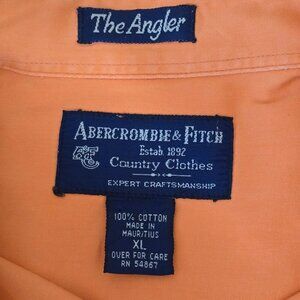 The Angler
ABERCROMBIE & FITCH
Estab. 1892
Country Clothes
EXPERT CRAFTSMANSHIP
100% COTTON
MADE IN
MAURITIUS
XL
OVER FOR CARE
RN 54867